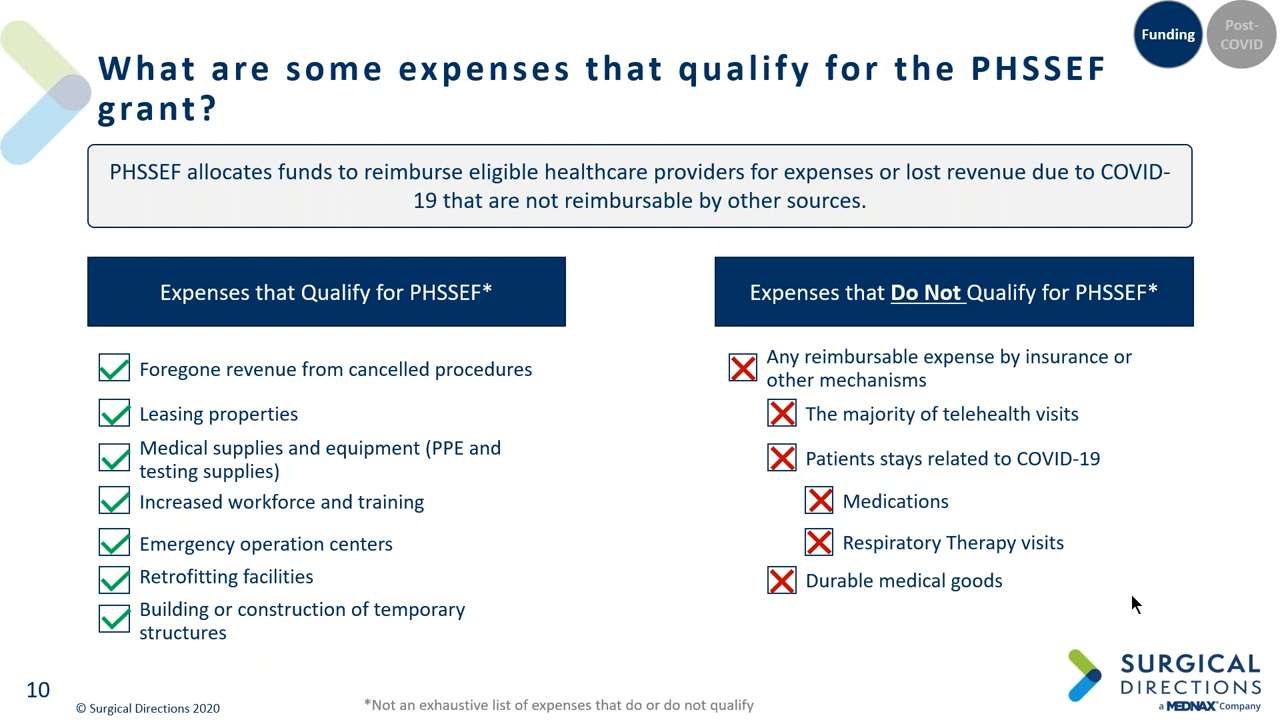 Funding
Post-
COVID
What are some expenses that qualify for the PHSSEF
grant?
PHSSEF allocates funds to reimburse eligible healthcare providers for expenses or lost revenue due to COVID-
19 that are not reimbursable by other sources.
Expenses that Qualify for PHSSEF*
Foregone revenue from cancelled procedures
Leasing properties
Medical supplies and equipment (PPE and
testing supplies)
Increased workforce and training
Emergency operation centers
Retrofitting facilities
Building or construction of temporary
structures
Expenses that Do Not Qualify for PHSSEF*
Any reimbursable expense by insurance or
other mechanisms
The majority of telehealth visits
Patients stays related to COVID-19
Medications
Respiratory Therapy visits
Durable medical goods
10
© Surgical Directions 2020
*Not an exhaustive list of expenses that do or do not qualify
SURGICAL
DIRECTIONS
a MEDNAX® Company